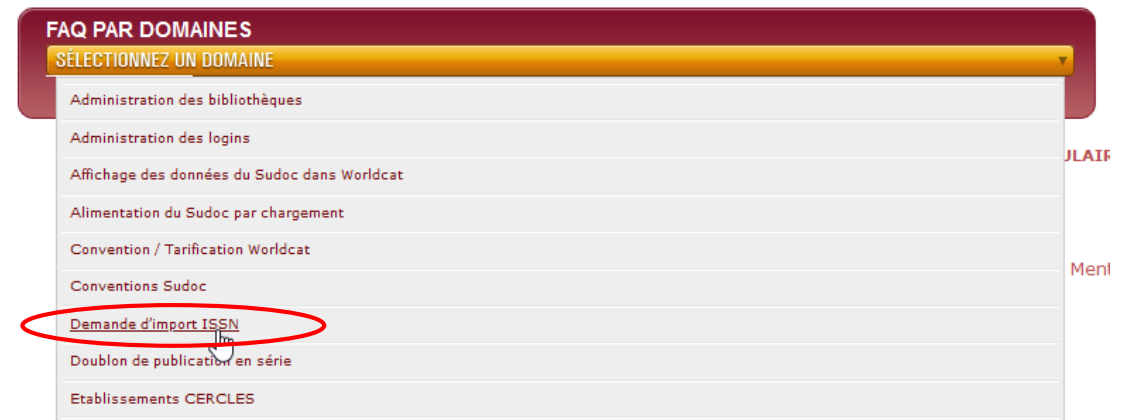 FAQ PAR DOMAINES
SÉLECTIONNEZ UN DOMAINE
Administration des bibliothèques
Administration des logins
Affichage des données du Sudoc dans Worldcat
Alimentation du Sudoc par chargement
Convention / Tarification Worldcat
Conventions Sudoc
Demande d'import ISSN
Doublon de publication en série
Etablissements CERCLES
ULAIR
Ment